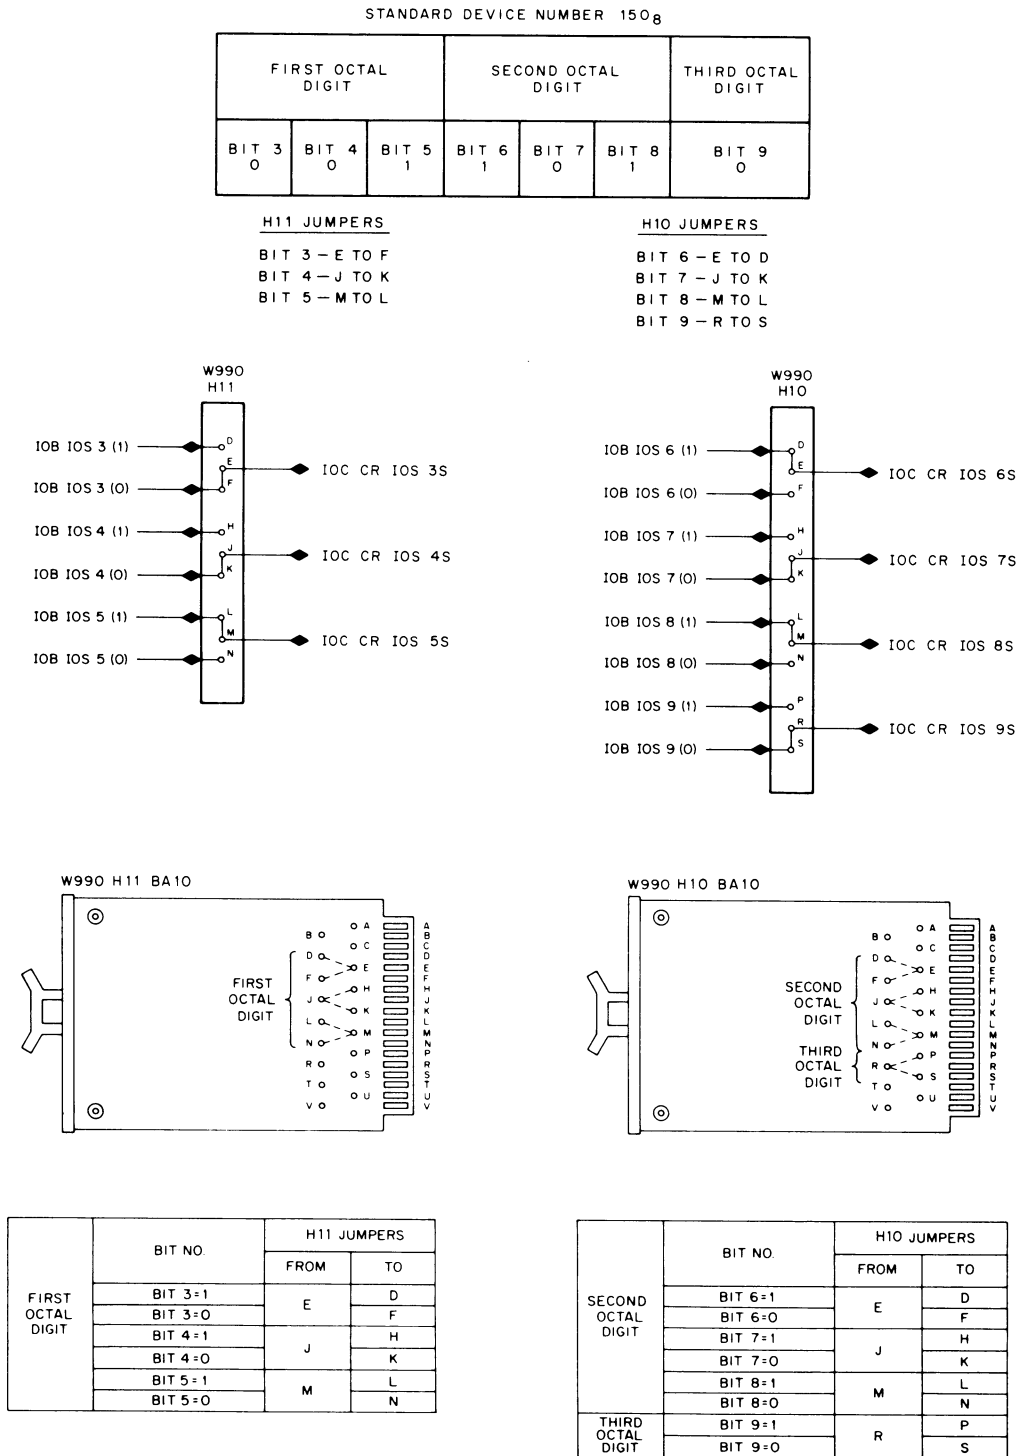 STANDARD DEVICE NUMBER 150₈
FIRST OCTAL DIGIT
SECOND OCTAL DIGIT
THIRD OCTAL DIGIT
BIT 3 0
BIT 4 0
BIT 5 1
BIT 6 1
BIT 7 0
BIT 8 1
BIT 9 0
H11 JUMPERS
BIT 3 – E TO F
BIT 4 – J TO K
BIT 5 – M TO L
H10 JUMPERS
BIT 6 – E TO D
BIT 7 – J TO K
BIT 8 – M TO L
BIT 9 – R TO S
W990
H11
IOB IOS 3 (1)
D
E
IOC CR IOS 3S
IOB IOS 3 (0)
F
IOB IOS 4 (1)
H
J
IOC CR IOS 4S
IOB IOS 4 (0)
K
IOB IOS 5 (1)
L
M
IOC CR IOS 5S
IOB IOS 5 (0)
N
W990
H10
IOB IOS 6 (1)
D
E
IOC CR IOS 6S
IOB IOS 6 (0)
F
IOB IOS 7 (1)
H
J
IOC CR IOS 7S
IOB IOS 7 (0)
K
IOB IOS 8 (1)
L
M
IOC CR IOS 8S
IOB IOS 8 (0)
N
IOB IOS 9 (1)
P
R
IOC CR IOS 9S
IOB IOS 9 (0)
S
W990 H11 BA10
FIRST
OCTAL
DIGIT
B
D
F
J
L
N
R
T
V
A
C
E
H
K
M
P
S
U
A
B
C
D
E
F
H
J
K
L
M
N
P
R
S
T
U
V
W990 H10 BA10
SECOND
OCTAL
DIGIT
THIRD
OCTAL
DIGIT
B
D
F
J
L
N
R
T
V
A
C
E
H
K
M
P
S
U
A
B
C
D
E
F
H
J
K
L
M
N
P
R
S
T
U
V
FIRST
OCTAL
DIGIT
BIT NO.
H11 JUMPERS
FROM TO
BIT 3=1 E D
BIT 3=0 F
BIT 4=1 J H
BIT 4=0 K
BIT 5=1 M L
BIT 5=0 N
SECOND
OCTAL
DIGIT
BIT NO.
H10 JUMPERS
FROM TO
BIT 6=1 E D
BIT 6=0 F
BIT 7=1 J H
BIT 7=0 K
BIT 8=1 M L
BIT 8=0 N
THIRD
OCTAL
DIGIT
BIT 9=1 R P
BIT 9=0 S